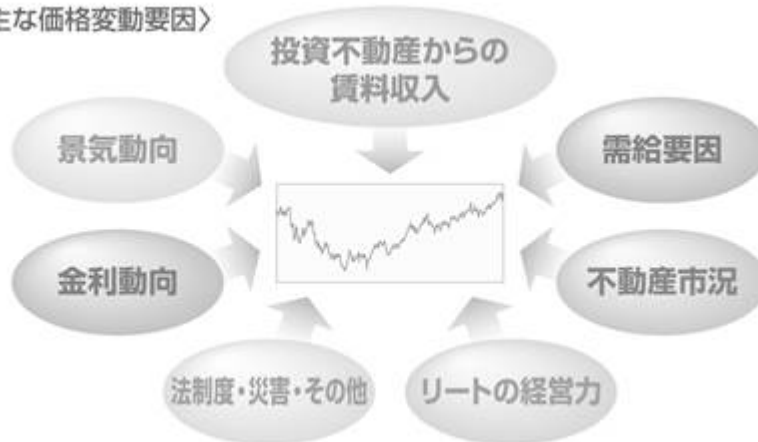 主な価格変動要因〉
投資不動産からの
賃料収入
景気動向
需給要因
金利動向
不動産市況
法制度・災害・その他
リートの経営力